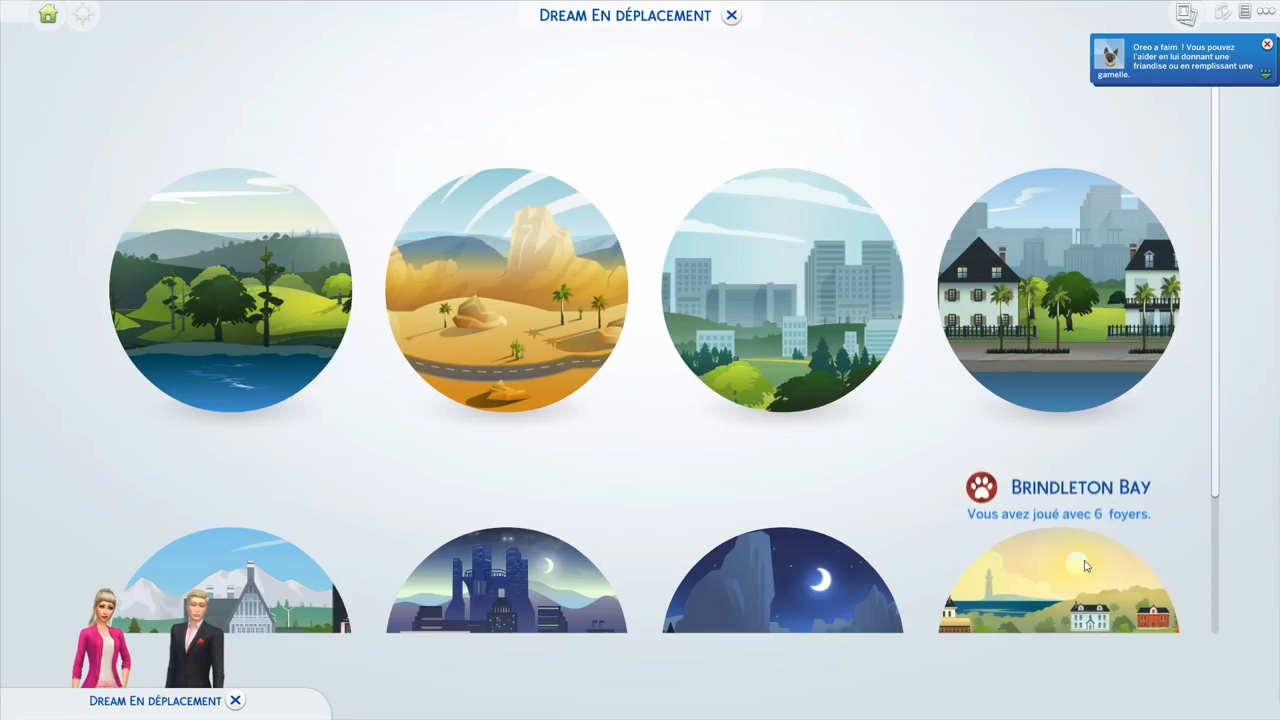 DREAM EN DÉPLACEMENT
Oreo a faim ! Vous pouvez
l'aider en lui donnant une
friandise ou en remplissant une
gamelle.
BRINDLETON BAY
Vous avez joué avec 6 foyers.
DREAM EN DÉPLACEMENT